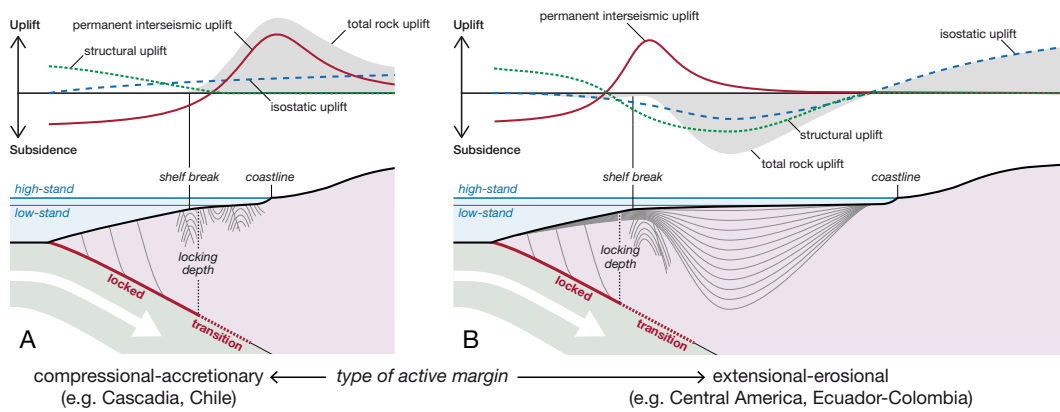 Uplift
Subsidence
permanent interseismic uplift
structural uplift
total rock uplift
isostatic uplift
shelf break
coastline
high-stand
low-stand
locking
depth
locked
transition
A
Uplift
Subsidence
permanent interseismic uplift
isostatic uplift
structural uplift
total rock uplift
shelf break
coastline
high-stand
low-stand
locking
depth
locked
transition
B
compressional-accretionary
(e.g. Cascadia, Chile)
type of active margin
extensional-erosional
(e.g. Central America, Ecuador-Colombia)